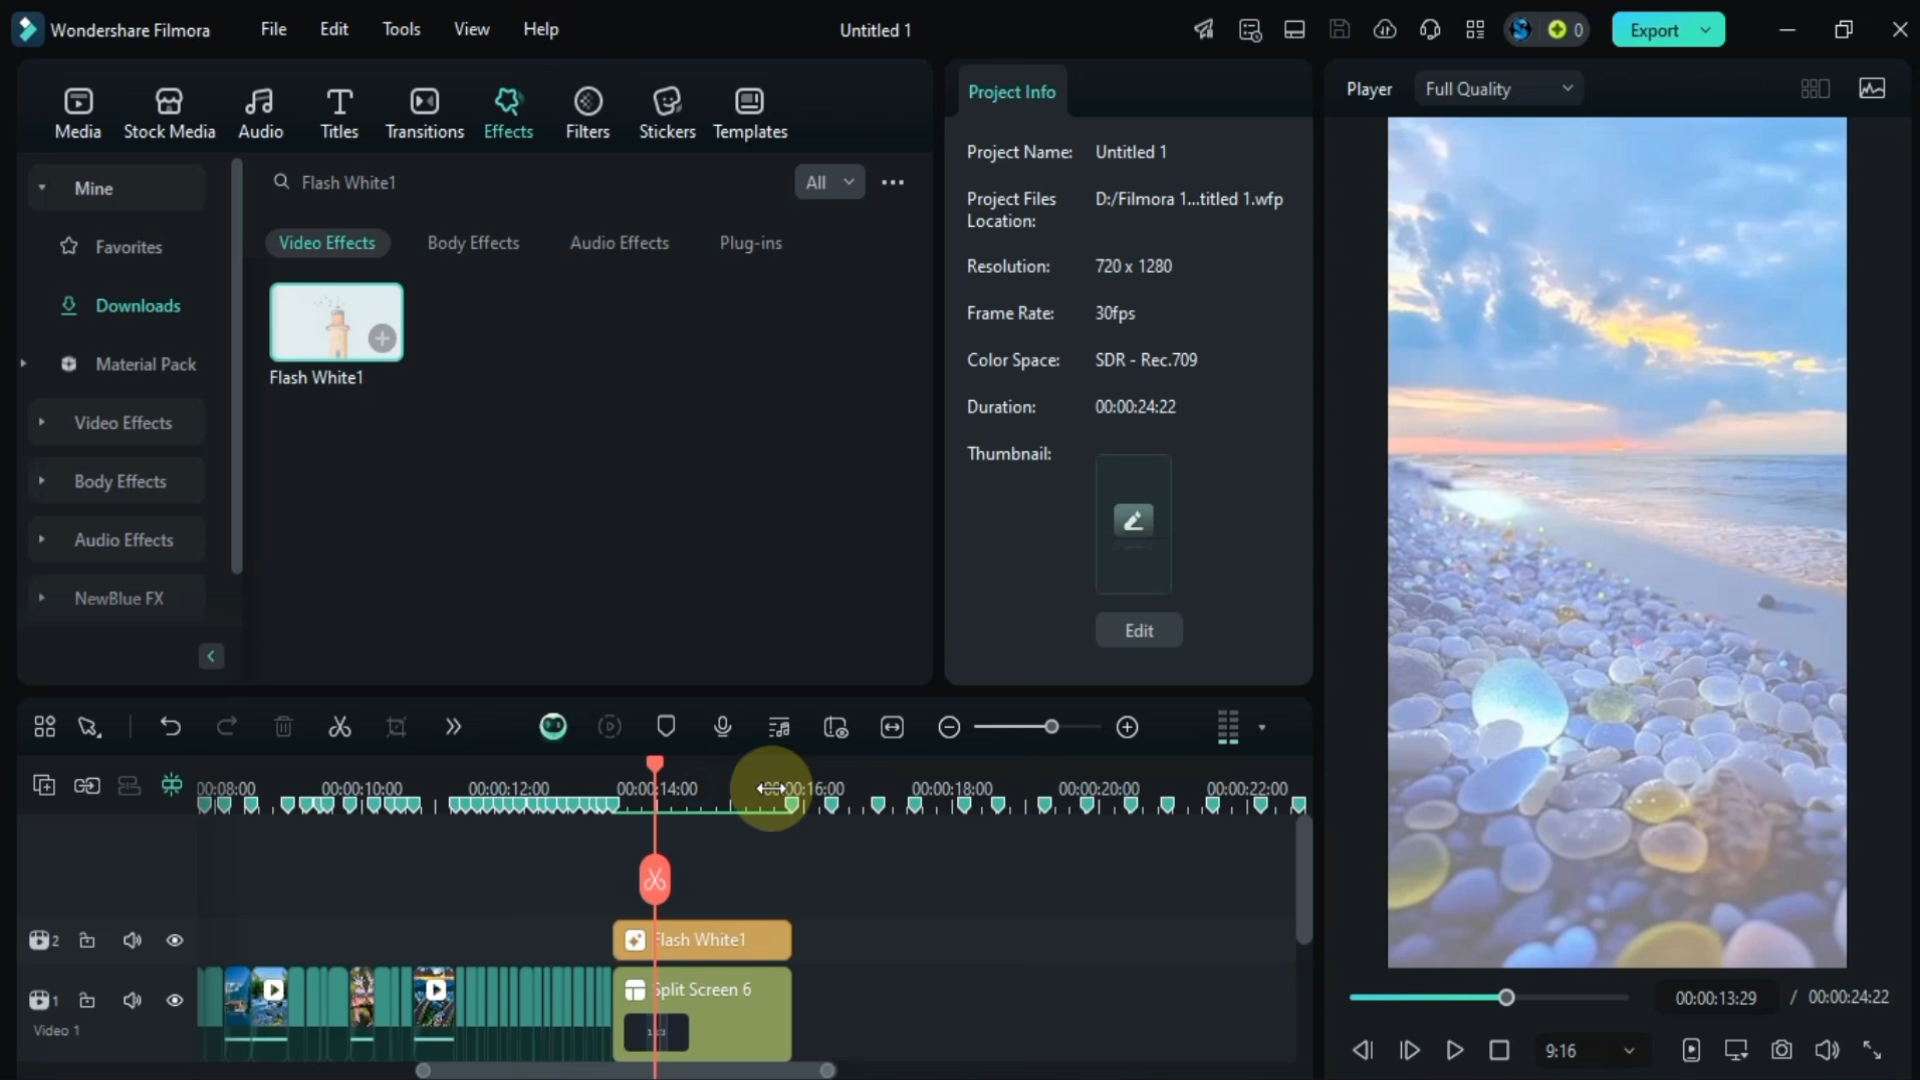 Wondershare Filmora
File Edit Tools View Help
Untitled 1
0
Export
Media Stock Media Audio Titles Transitions Effects Filters Stickers Templates
Mine
Favorites
Downloads
Material Pack
Video Effects
Body Effects
Audio Effects
NewBlue FX
Flash White1
All
Video Effects Body Effects Audio Effects Plug-ins
Flash White1
Project Info
Project Name: Untitled 1
Project Files Location: D:/Filmora 1...titled 1.wfp
Resolution: 720 x 1280
Frame Rate: 30fps
Color Space: SDR - Rec.709
Duration: 00:00:24:22
Thumbnail:
Edit
Player Full Quality
00:08:00 00:00:10:00 00:00:12:00 00:00:14:00 00:00:16:00 00:00:18:00 00:00:20:00 00:00:22:00
2
Flash White1
1
Video 1
Split Screen 6
00:00:13:29 / 00:00:24:22
9:16